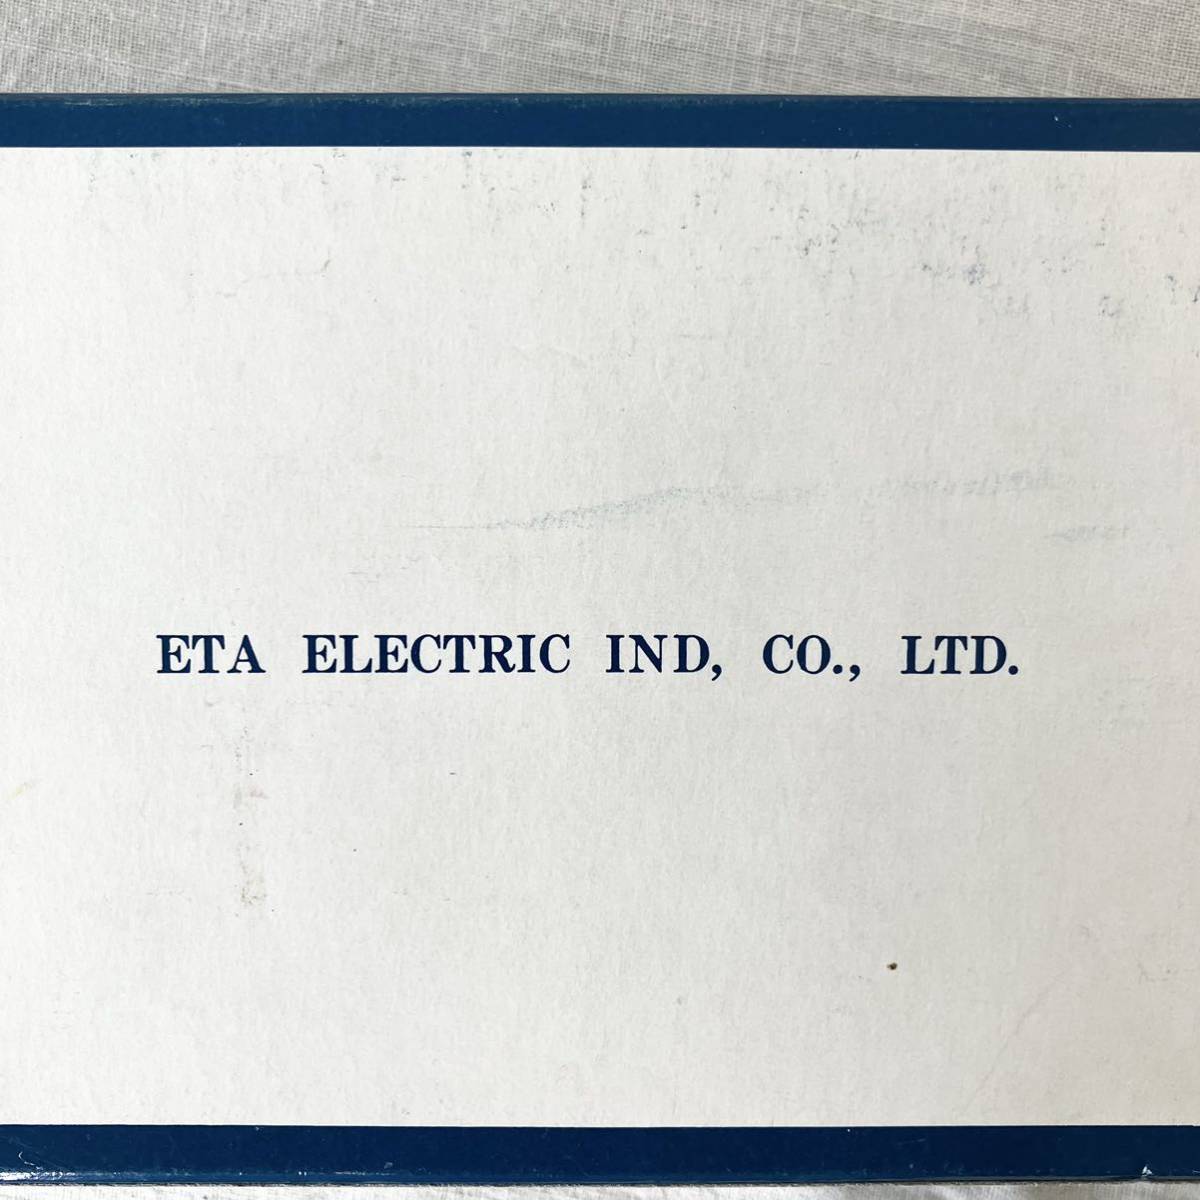 ETA ELECTRIC IND, CO., LTD.